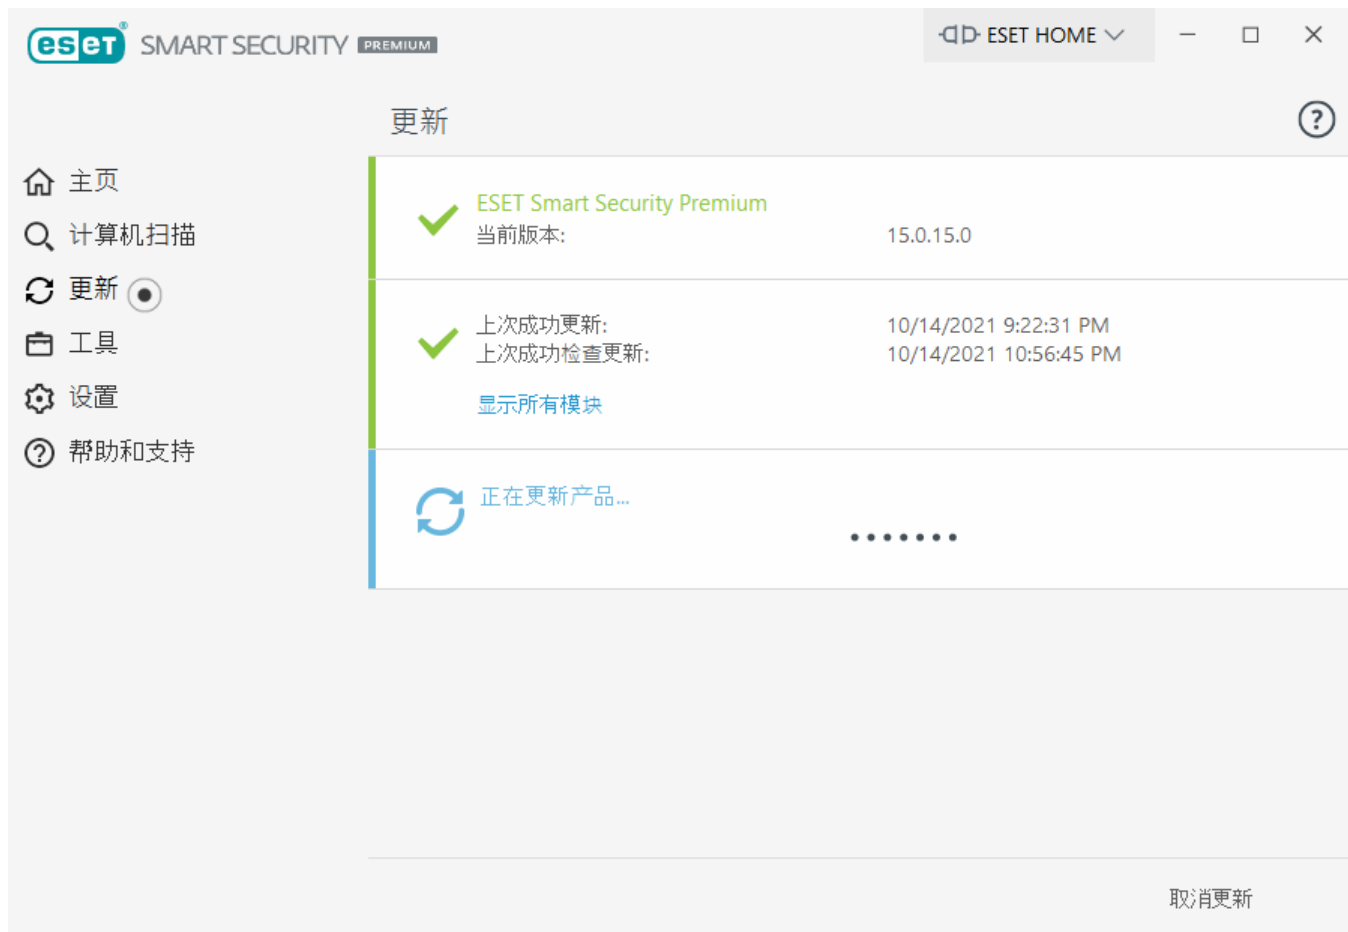 eset® SMART SECURITY PREMIUM
ESET HOME
更新
主页
计算机扫描
更新
工具
设置
帮助和支持
ESET Smart Security Premium
当前版本: 15.0.15.0
上次成功更新: 10/14/2021 9:22:31 PM
上次成功检查更新: 10/14/2021 10:56:45 PM
显示所有模块
正在更新产品...
取消更新